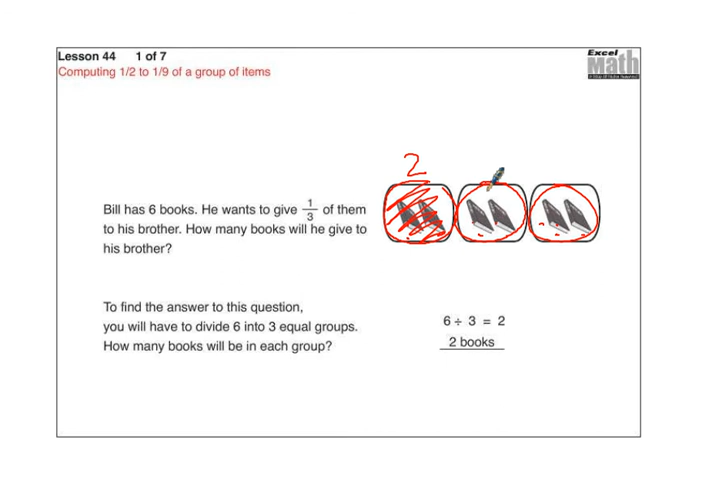 Lesson 44 1 of 7
Computing 1/2 to 1/9 of a group of items
Excel
Math
2
Bill has 6 books. He wants to give 1/3 of them
to his brother. How many books will he give to
his brother?
To find the answer to this question,
you will have to divide 6 into 3 equal groups.
How many books will be in each group?
6 ÷ 3 = 2
2 books